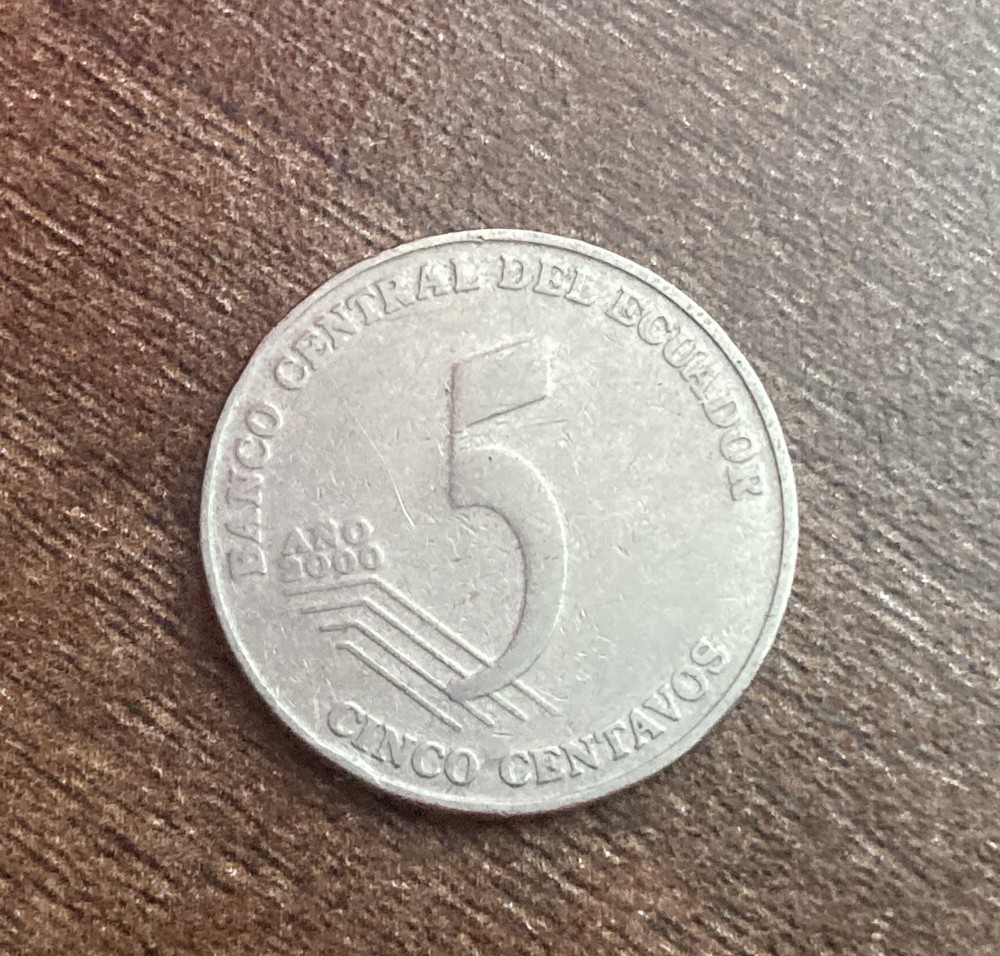 BANCO CENTRAL DEL ECUADOR
5
AÑO
2000
CINCO CENTAVOS